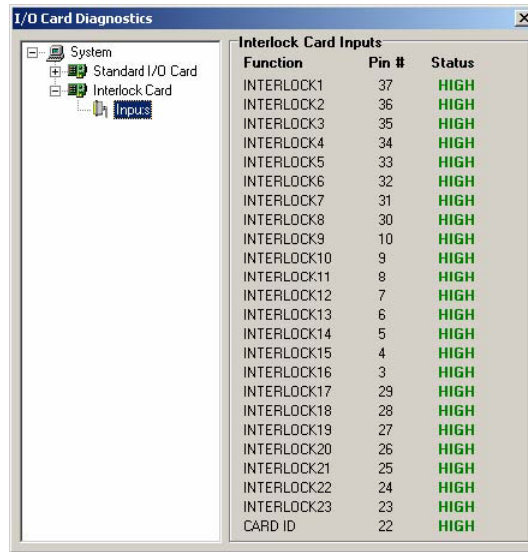 I/O Card Diagnostics
System
Standard I/O Card
Interlock Card
Inputs
Interlock Card Inputs
Function Pin # Status
INTERLOCK1 37 HIGH
INTERLOCK2 36 HIGH
INTERLOCK3 35 HIGH
INTERLOCK4 34 HIGH
INTERLOCK5 33 HIGH
INTERLOCK6 32 HIGH
INTERLOCK7 31 HIGH
INTERLOCK8 30 HIGH
INTERLOCK9 10 HIGH
INTERLOCK10 9 HIGH
INTERLOCK11 8 HIGH
INTERLOCK12 7 HIGH
INTERLOCK13 6 HIGH
INTERLOCK14 5 HIGH
INTERLOCK15 4 HIGH
INTERLOCK16 3 HIGH
INTERLOCK17 29 HIGH
INTERLOCK18 28 HIGH
INTERLOCK19 27 HIGH
INTERLOCK20 26 HIGH
INTERLOCK21 25 HIGH
INTERLOCK22 24 HIGH
INTERLOCK23 23 HIGH
CARD ID 22 HIGH